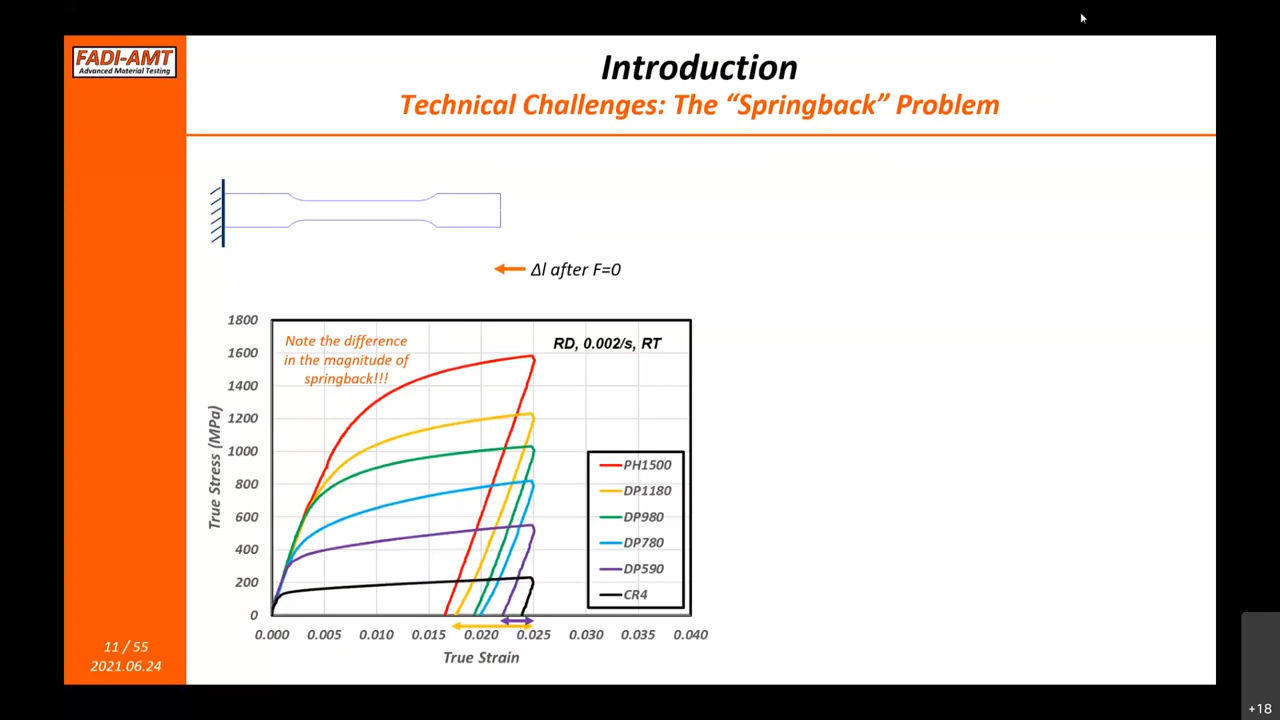 FADI-AMT
Advanced Material Testing
Introduction
Technical Challenges: The “Springback” Problem
Δl after F=0
Note the difference
in the magnitude of
springback!!!
RD, 0.002/s, RT
True Stress (MPa)
1800
1600
1400
1200
1000
800
600
400
200
0
PH1500
DP1180
DP980
DP780
DP590
CR4
0.000 0.005 0.010 0.015 0.020 0.025 0.030 0.035 0.040
True Strain
11 / 55
2021.06.24
+18